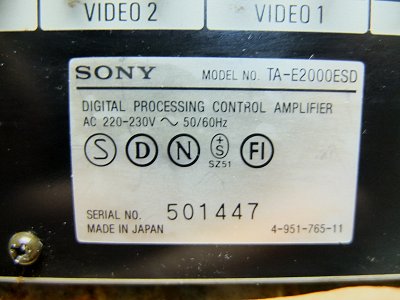 VIDEO 2 VIDEO 1
SONY MODEL NO. TA-E2000ESD
DIGITAL PROCESSING CONTROL AMPLIFIER
AC 220-230V ~ 50/60Hz
S D N +S FI
SZ51
SERIAL NO. 501447
MADE IN JAPAN 4-951-765-11